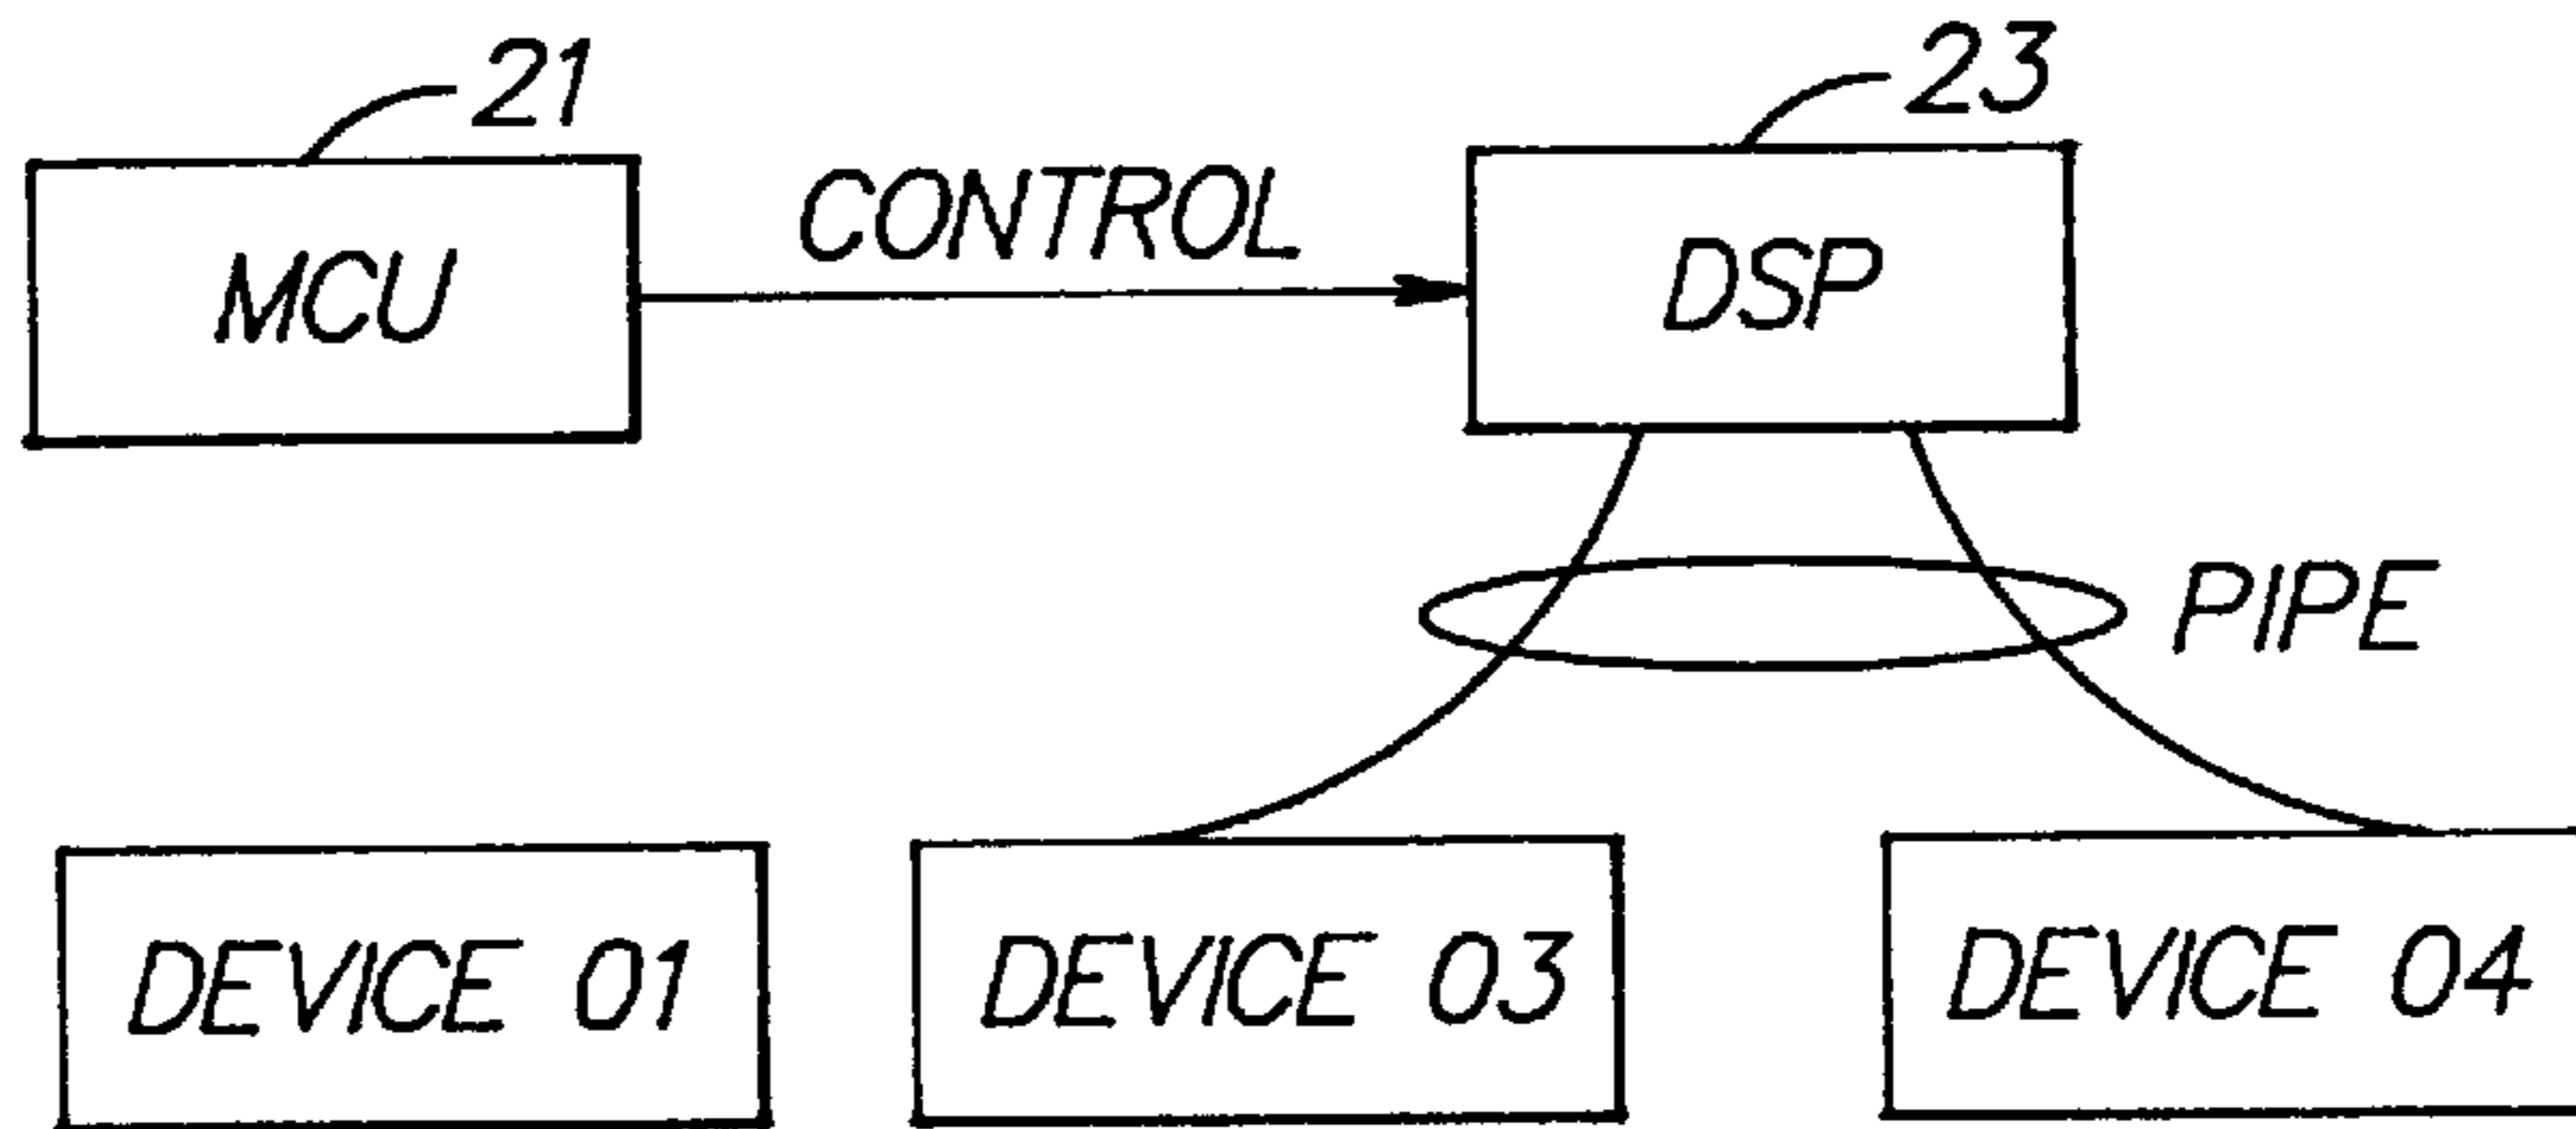 21
23
CONTROL
MCU
DSP
PIPE
DEVICE 01
DEVICE 03
DEVICE 04